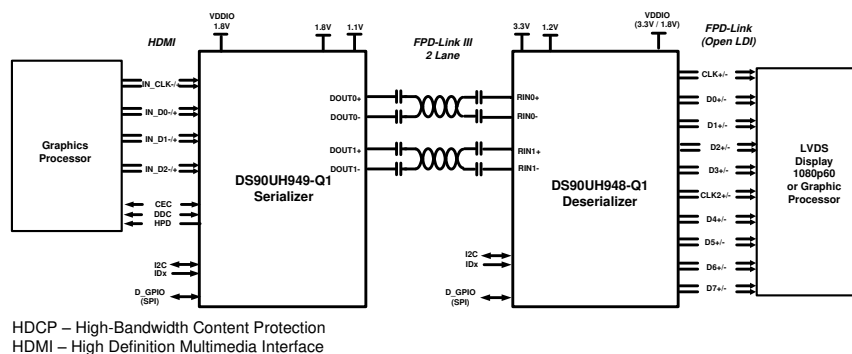 VDDIO
1.8V
1.8V
1.1V
3.3V
1.2V
VDDIO
(3.3V / 1.8V)
HDMI
FPD-Link III
2 Lane
FPD-Link
(Open LDI)
Graphics
Processor
IN_CLK-/+
IN_D0-/+
IN_D1-/+
IN_D2-/+
CEC
DDC
HPD
I2C
IDx
D_GPIO
(SPI)
DS90UH949-Q1
Serializer
DOUT0+
DOUT0-
DOUT1+
DOUT1-
RIN0+
RIN0-
RIN1+
RIN1-
DS90UH948-Q1
Deserializer
I2C
IDx
D_GPIO
(SPI)
CLK+/-
D0+/-
D1+/-
D2+/-
D3+/-
CLK2+/-
D4+/-
D5+/-
D6+/-
D7+/-
LVDS
Display
1080p60
or Graphic
Processor
HDCP – High-Bandwidth Content Protection
HDMI – High Definition Multimedia Interface